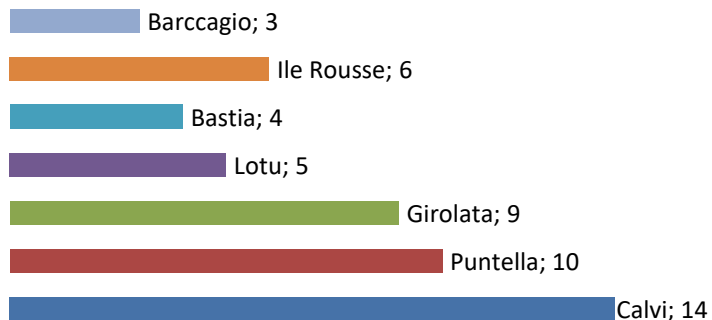 Barccagio; 3
Ile Rousse; 6
Bastia; 4
Lotu; 5
Girolata; 9
Puntella; 10
Calvi; 14